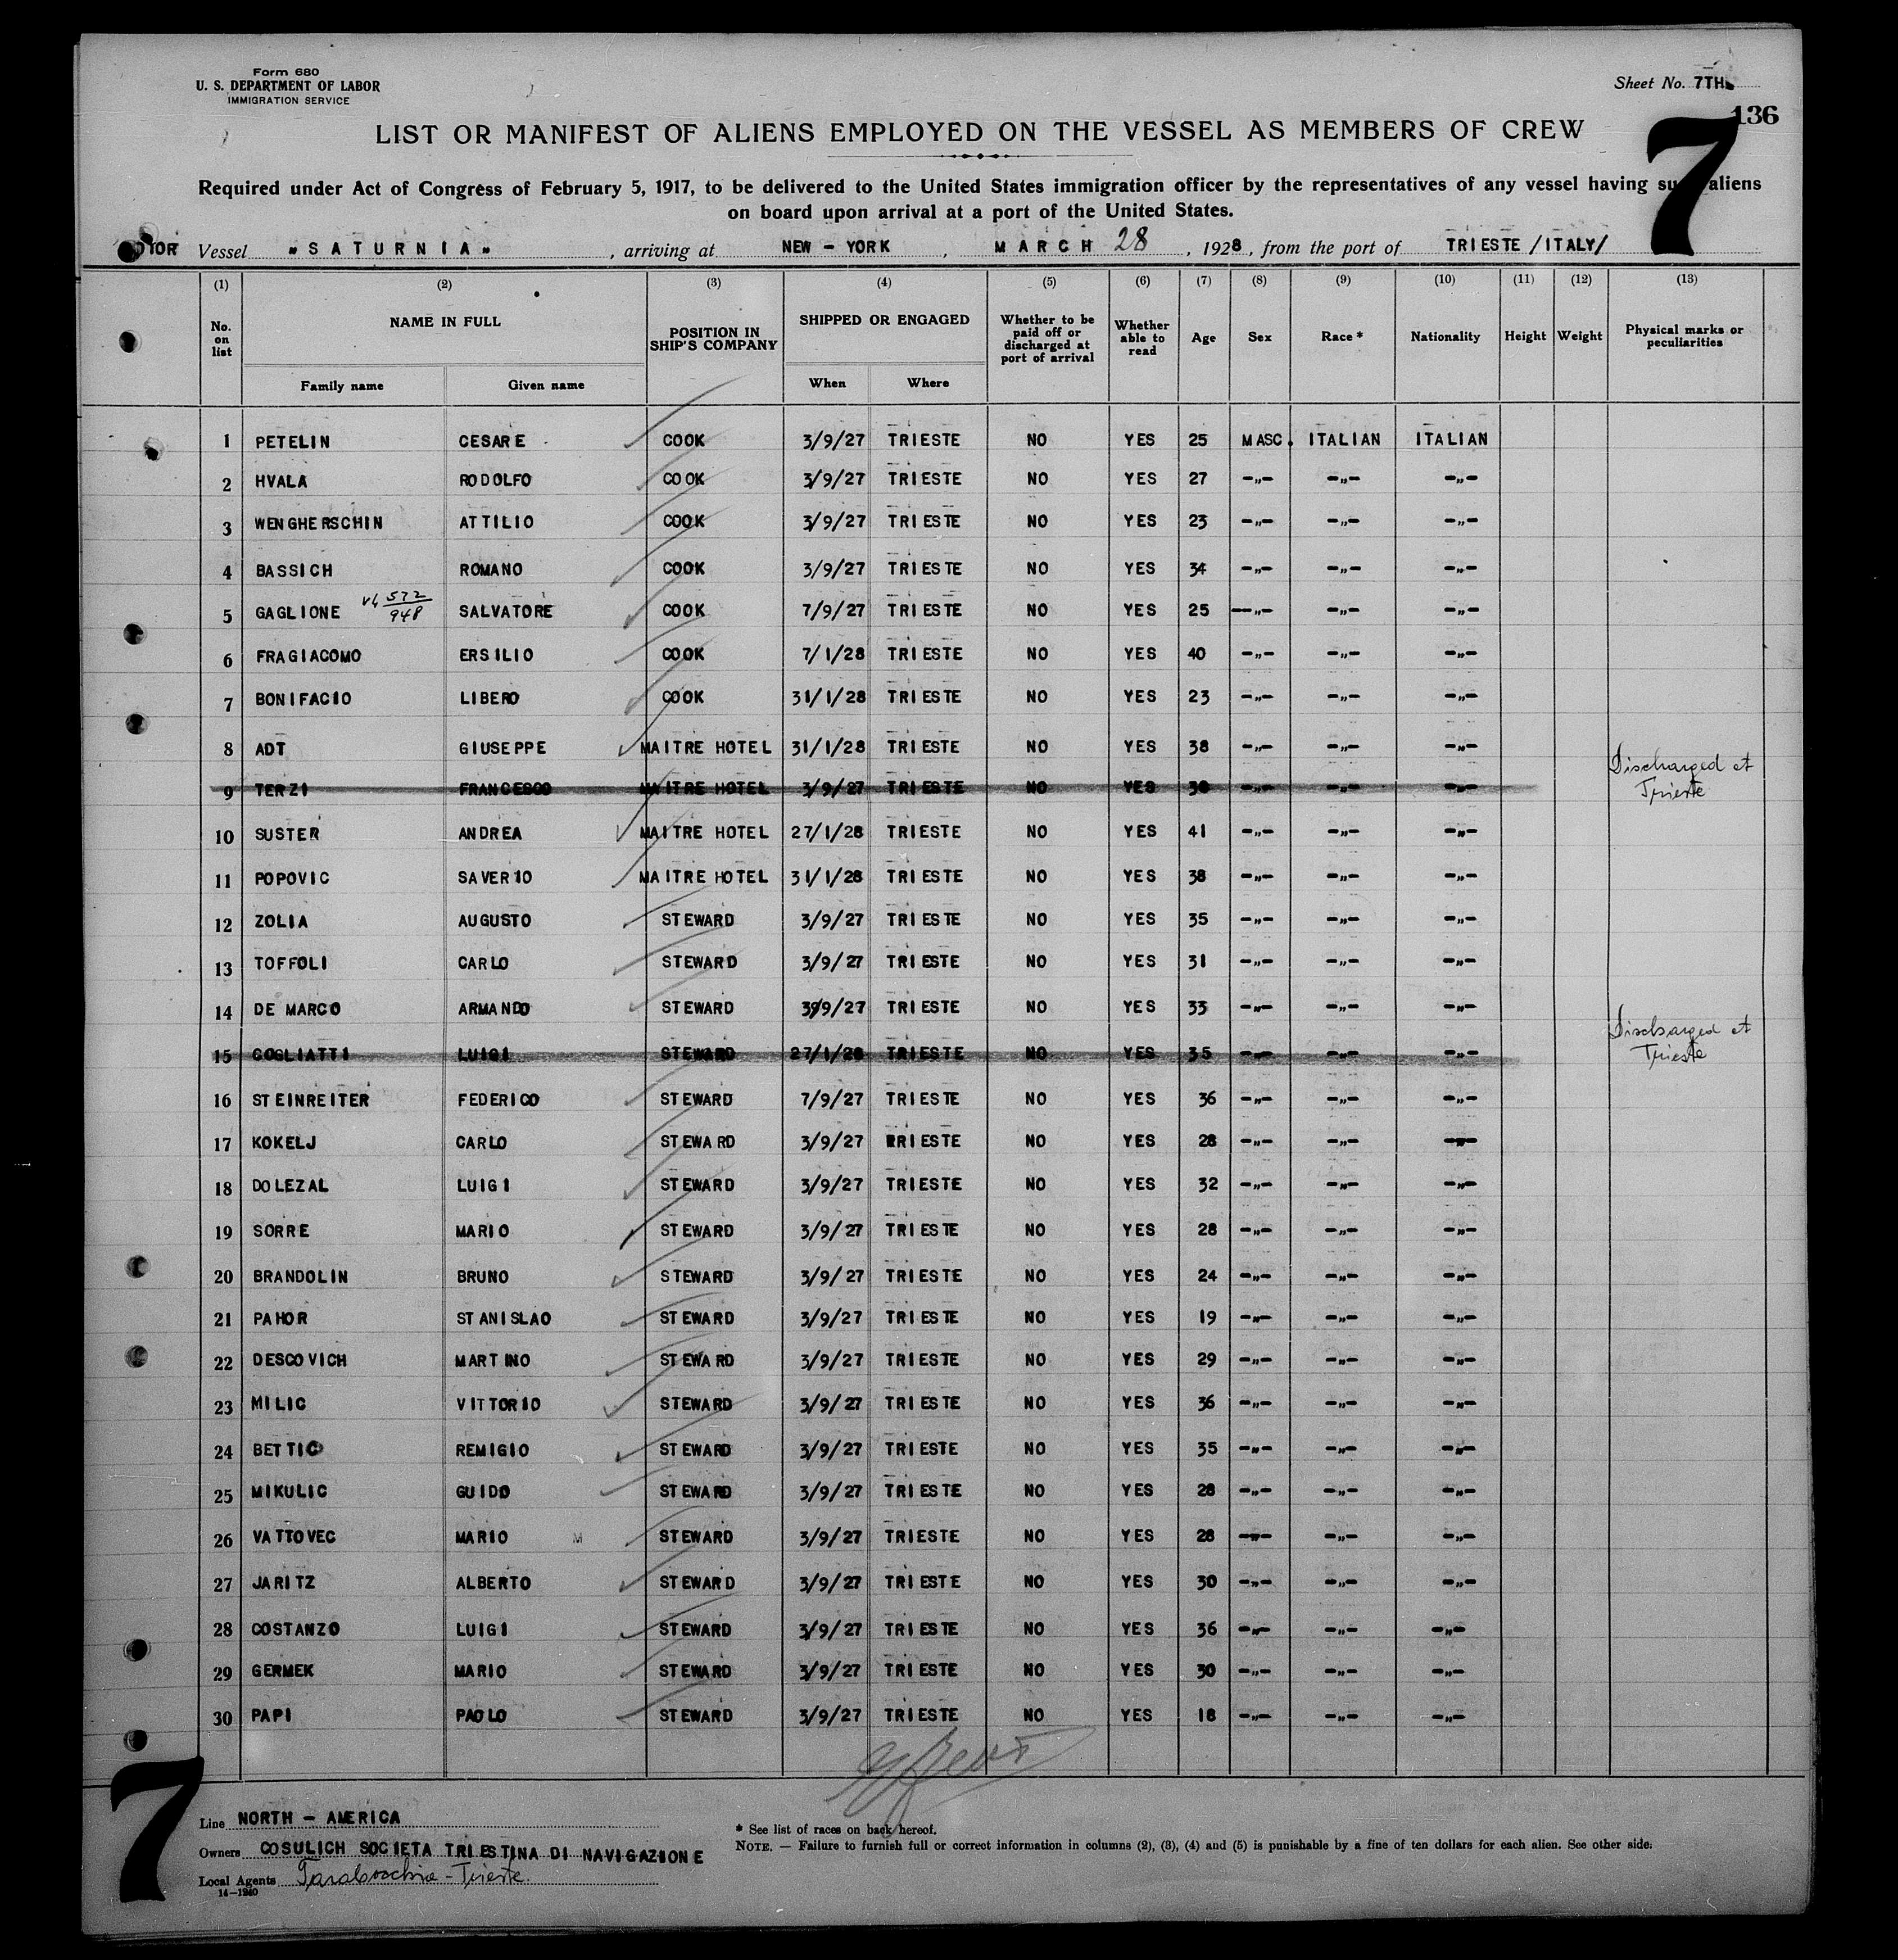 Form 680
U. S. DEPARTMENT OF LABOR
IMMIGRATION SERVICE
Sheet No. 7TH
136
7
LIST OR MANIFEST OF ALIENS EMPLOYED ON THE VESSEL AS MEMBERS OF CREW
Required under Act of Congress of February 5, 1917, to be delivered to the United States immigration officer by the representatives of any vessel having such aliens
on board upon arrival at a port of the United States.
Vessel "SATURNIA", arriving at NEW-YORK, MARCH 28, 1928, from the port of TRIESTE /ITALY/
(1) (2) (3) (4) (5) (6) (7) (8) (9) (10) (11) (12) (13)
No. on list NAME IN FULL POSITION IN SHIP'S COMPANY SHIPPED OR ENGAGED Whether to be paid off or discharged at port of arrival Whether able to read Age Sex Race * Nationality Height Weight Physical marks or peculiarities
Family name Given name When Where
1 PETELIN CESARE COOK 3/9/27 TRIESTE NO YES 25 MASC. ITALIAN ITALIAN
2 HVALA RODOLFO COOK 3/9/27 TRIESTE NO YES 27 -"- -"- -"-
3 WENGHERSCHIN ATTILIO COOK 3/9/27 TRIESTE NO YES 23 -"- -"- -"-
4 BASSICH ROMANO COOK 3/9/27 TRIESTE NO YES 34 -"- -"- -"-
5 GAGLIONE 572/948 SALVATORE COOK 7/9/27 TRIESTE NO YES 25 -"- -"- -"-
6 FRAGIACOMO ERSILIO COOK 7/1/28 TRIESTE NO YES 40 -"- -"- -"-
7 BONIFACIO LIBERO COOK 31/1/28 TRIESTE NO YES 23 -"- -"- -"-
8 ADT GIUSEPPE MAITRE HOTEL 31/1/28 TRIESTE NO YES 38 -"- -"- -"-
9 TERZI FRANCESCO MAITRE HOTEL 3/9/27 TRIESTE NO YES 30 -"- -"- -"- Discharged at Trieste
10 SUSTER ANDREA MAITRE HOTEL 27/1/28 TRIESTE NO YES 41 -"- -"- -"-
11 POPOVIC SAVERIO MAITRE HOTEL 31/1/28 TRIESTE NO YES 38 -"- -"- -"-
12 ZOLIA AUGUSTO STEWARD 3/9/27 TRIESTE NO YES 35 -"- -"- -"-
13 TOFFOLI CARLO STEWARD 3/9/27 TRIESTE NO YES 31 -"- -"- -"-
14 DE MARCO ARMANDO STEWARD 3/9/27 TRIESTE NO YES 33 -"- -"- -"-
15 COGLIATTI LUIGI STEWARD 27/1/28 TRIESTE NO YES 35 -"- -"- -"- Discharged at Trieste
16 STEINREITER FEDERICO STEWARD 7/9/27 TRIESTE NO YES 36 -"- -"- -"-
17 KOKELJ CARLO STEWARD 3/9/27 TRIESTE NO YES 28 -"- -"- -"-
18 DOLEZAL LUIGI STEWARD 3/9/27 TRIESTE NO YES 32 -"- -"- -"-
19 SORRE MARIO STEWARD 3/9/27 TRIESTE NO YES 28 -"- -"- -"-
20 BRANDOLIN BRUNO STEWARD 3/9/27 TRIESTE NO YES 24 -"- -"- -"-
21 PAHOR STANISLAO STEWARD 3/9/27 TRIESTE NO YES 19 -"- -"- -"-
22 DESCOVICH MARTINO STEWARD 3/9/27 TRIESTE NO YES 29 -"- -"- -"-
23 MILIC VITTORIO STEWARD 3/9/27 TRIESTE NO YES 36 -"- -"- -"-
24 BETTIC REMIGIO STEWARD 3/9/27 TRIESTE NO YES 35 -"- -"- -"-
25 MIKULIC GUIDO STEWARD 3/9/27 TRIESTE NO YES 28 -"- -"- -"-
26 VATTOVEC MARIO M STEWARD 3/9/27 TRIESTE NO YES 28 -"- -"- -"-
27 JARITZ ALBERTO STEWARD 3/9/27 TRIESTE NO YES 30 -"- -"- -"-
28 COSTANZO LUIGI STEWARD 3/9/27 TRIESTE NO YES 36 -"- -"- -"-
29 GERMEK MARIO STEWARD 3/9/27 TRIESTE NO YES 30 -"- -"- -"-
30 PAPI PAOLO STEWARD 3/9/27 TRIESTE NO YES 18 -"- -"- -"-
7
Line NORTH - AMERICA
Owners COSULICH SOCIETA TRIESTINA DI NAVIGAZIONE
Local Agents Tarabocchia - Trieste.
14-1240
* See list of races on back hereof.
NOTE. — Failure to furnish full or correct information in columns (2), (3), (4) and (5) is punishable by a fine of ten dollars for each alien. See other side.